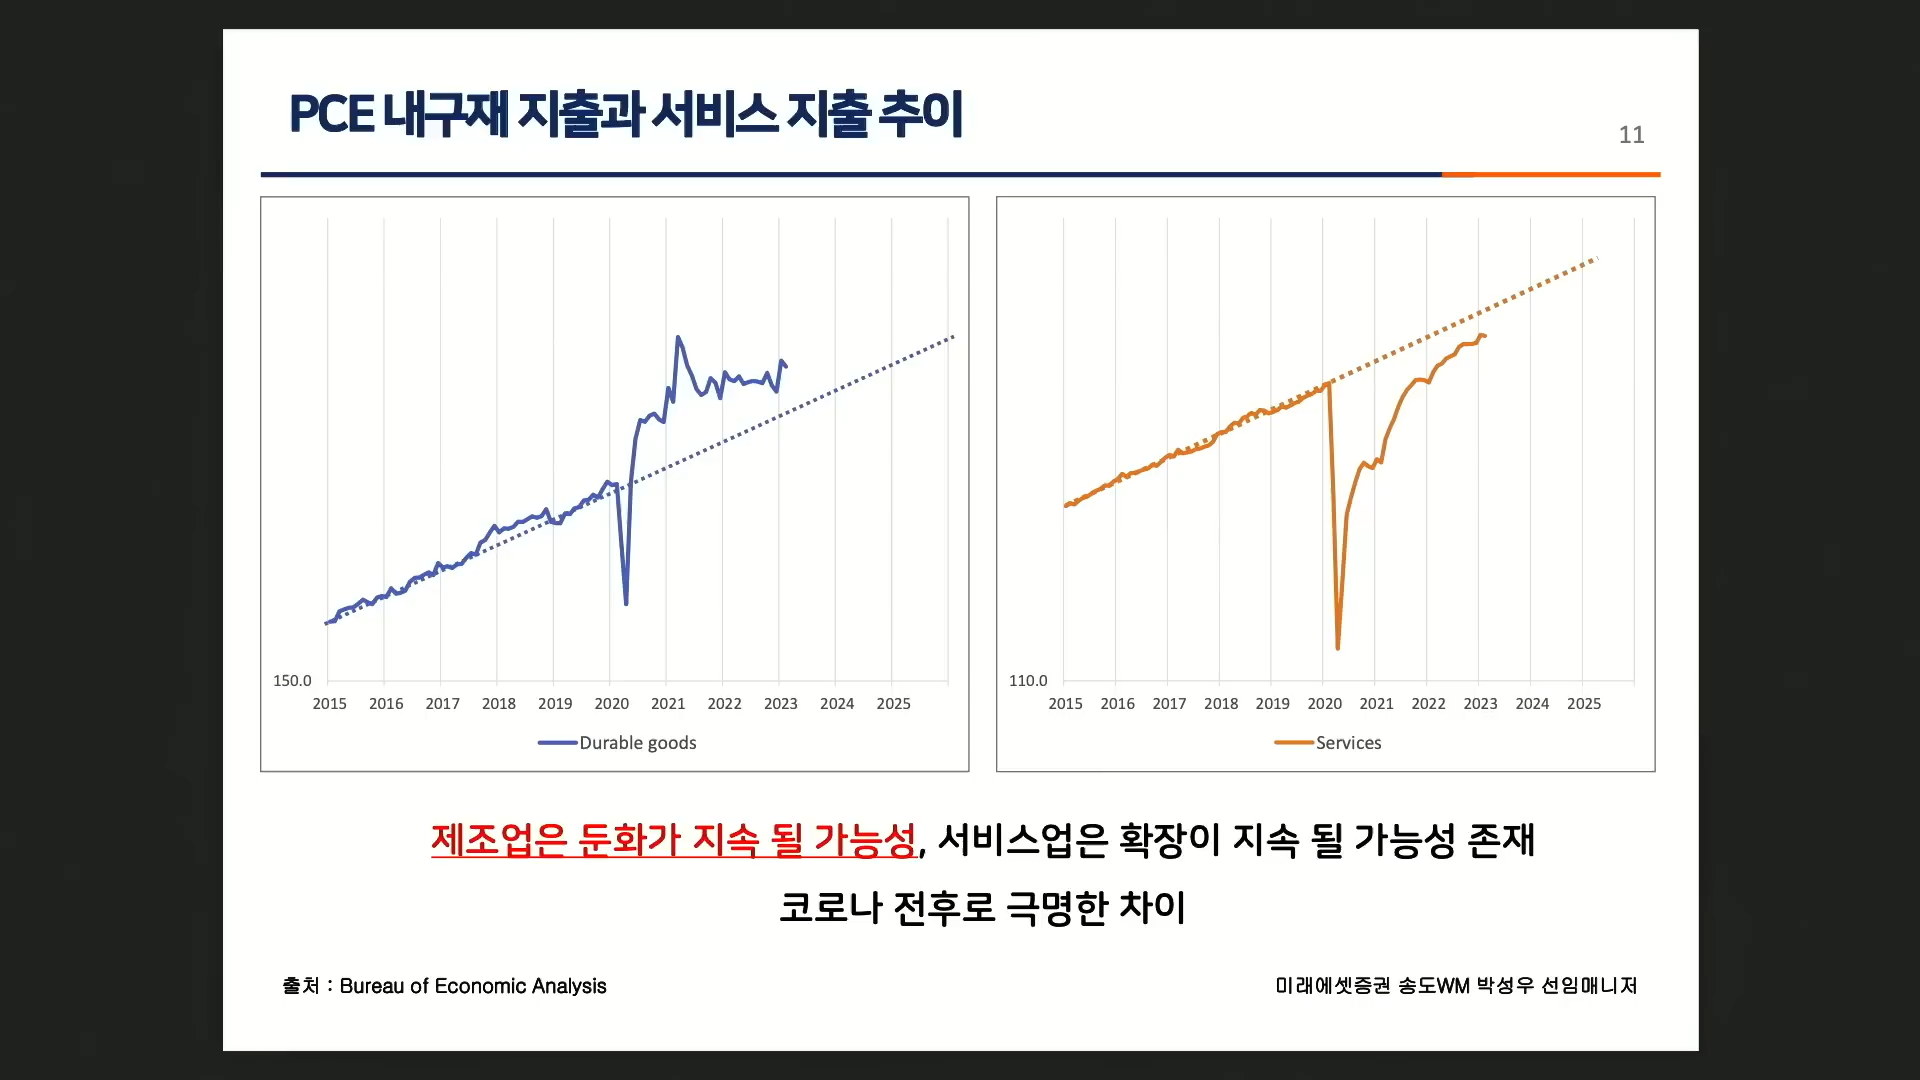 PCE 내구재 지출과 서비스 지출 추이
11
150.0
2015 2016 2017 2018 2019 2020 2021 2022 2023 2024 2025
Durable goods
110.0
2015 2016 2017 2018 2019 2020 2021 2022 2023 2024 2025
Services
제조업은 둔화가 지속 될 가능성, 서비스업은 확장이 지속 될 가능성 존재
코로나 전후로 극명한 차이
출처 : Bureau of Economic Analysis
미래에셋증권 송도WM 박성우 선임매니저